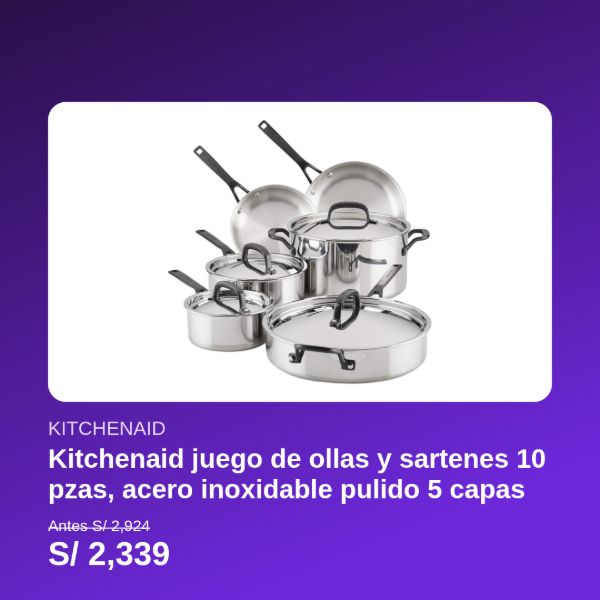 KITCHENAID
Kitchenaid juego de ollas y sartenes 10
pzas, acero inoxidable pulido 5 capas
Antes S/ 2,924
S/ 2,339